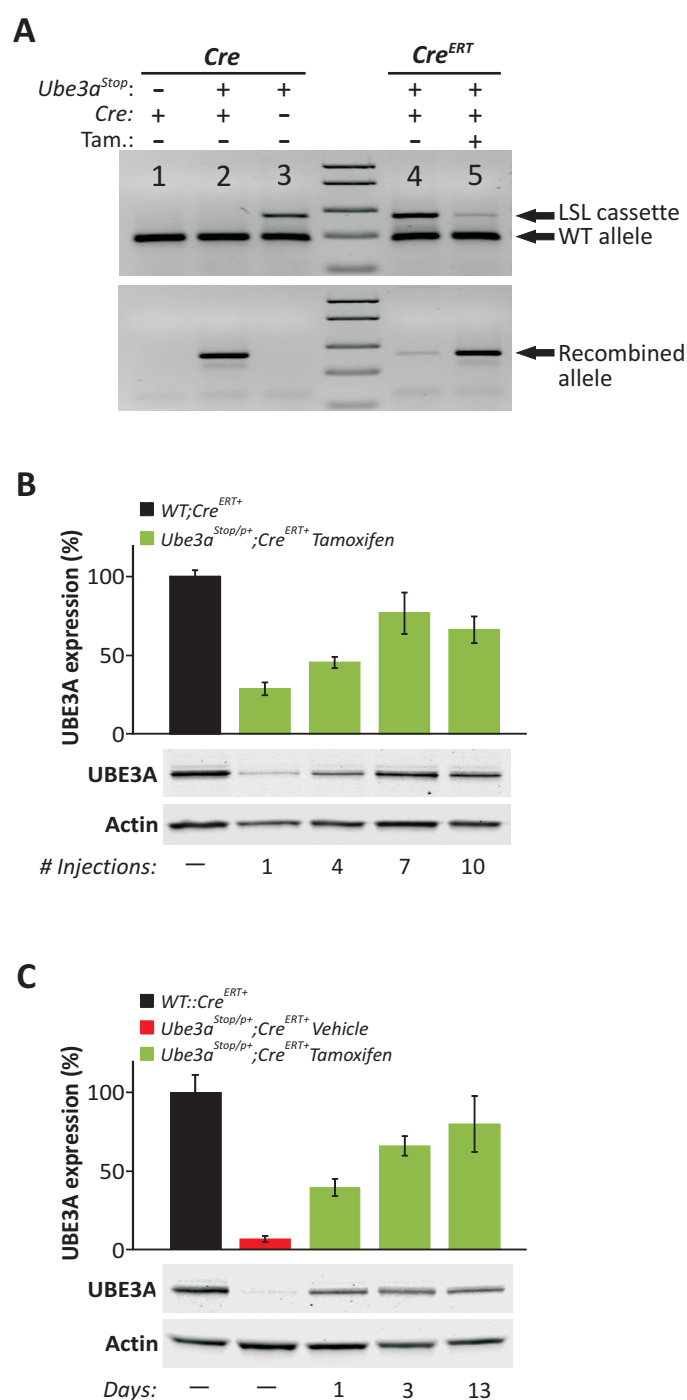 A
Cre Cre^ERT
Ube3a^Stop: – + + + +
Cre: + + – + +
Tam.: – – – – +
1 2 3 4 5
LSL cassette
WT allele
Recombined
allele
B
WT;Cre^ERT+
Ube3a^Stop/p+;Cre^ERT+ Tamoxifen
UBE3A expression (%)
100
50
0
UBE3A
Actin
# Injections: — 1 4 7 10
C
WT::Cre^ERT+
Ube3a^Stop/p+;Cre^ERT+ Vehicle
Ube3a^Stop/p+;Cre^ERT+ Tamoxifen
UBE3A expression (%)
100
50
0
UBE3A
Actin
Days: — — 1 3 13